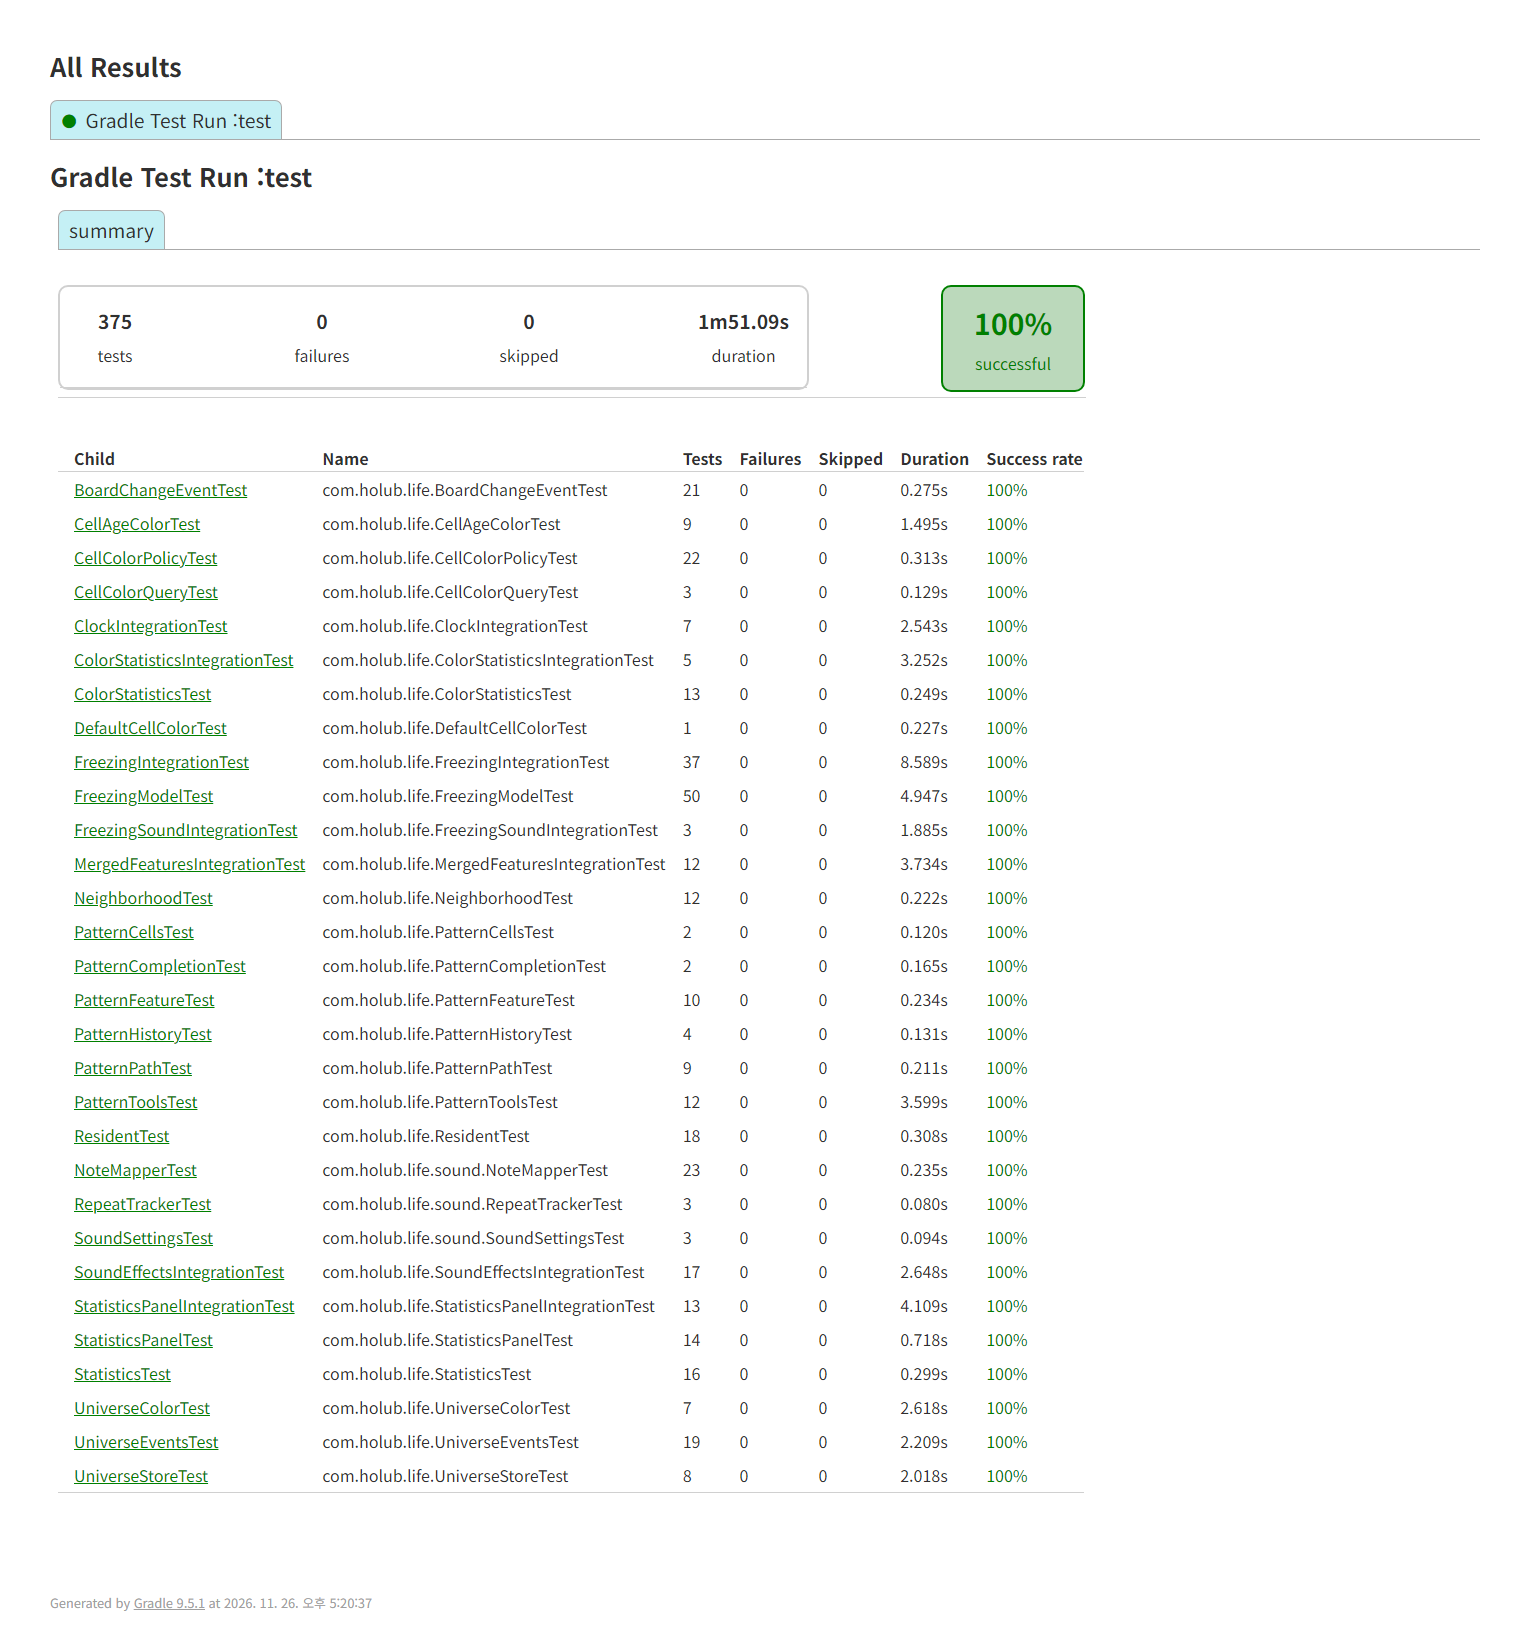 All Results
Gradle Test Run :test
Gradle Test Run :test
summary
375 0 0 1m51.09s 100%
tests failures skipped duration successful
Child Name Tests Failures Skipped Duration Success rate
BoardChangeEventTest com.holub.life.BoardChangeEventTest 21 0 0 0.275s 100%
CellAgeColorTest com.holub.life.CellAgeColorTest 9 0 0 1.495s 100%
CellColorPolicyTest com.holub.life.CellColorPolicyTest 22 0 0 0.313s 100%
CellColorQueryTest com.holub.life.CellColorQueryTest 3 0 0 0.129s 100%
ClockIntegrationTest com.holub.life.ClockIntegrationTest 7 0 0 2.543s 100%
ColorStatisticsIntegrationTest com.holub.life.ColorStatisticsIntegrationTest 5 0 0 3.252s 100%
ColorStatisticsTest com.holub.life.ColorStatisticsTest 13 0 0 0.249s 100%
DefaultCellColorTest com.holub.life.DefaultCellColorTest 1 0 0 0.227s 100%
FreezingIntegrationTest com.holub.life.FreezingIntegrationTest 37 0 0 8.589s 100%
FreezingModelTest com.holub.life.FreezingModelTest 50 0 0 4.947s 100%
FreezingSoundIntegrationTest com.holub.life.FreezingSoundIntegrationTest 3 0 0 1.885s 100%
MergedFeaturesIntegrationTest com.holub.life.MergedFeaturesIntegrationTest 12 0 0 3.734s 100%
NeighborhoodTest com.holub.life.NeighborhoodTest 12 0 0 0.222s 100%
PatternCellsTest com.holub.life.PatternCellsTest 2 0 0 0.120s 100%
PatternCompletionTest com.holub.life.PatternCompletionTest 2 0 0 0.165s 100%
PatternFeatureTest com.holub.life.PatternFeatureTest 10 0 0 0.234s 100%
PatternHistoryTest com.holub.life.PatternHistoryTest 4 0 0 0.131s 100%
PatternPathTest com.holub.life.PatternPathTest 9 0 0 0.211s 100%
PatternToolsTest com.holub.life.PatternToolsTest 12 0 0 3.599s 100%
ResidentTest com.holub.life.ResidentTest 18 0 0 0.308s 100%
NoteMapperTest com.holub.life.sound.NoteMapperTest 23 0 0 0.235s 100%
RepeatTrackerTest com.holub.life.sound.RepeatTrackerTest 3 0 0 0.080s 100%
SoundSettingsTest com.holub.life.sound.SoundSettingsTest 3 0 0 0.094s 100%
SoundEffectsIntegrationTest com.holub.life.SoundEffectsIntegrationTest 17 0 0 2.648s 100%
StatisticsPanelIntegrationTest com.holub.life.StatisticsPanelIntegrationTest 13 0 0 4.109s 100%
StatisticsPanelTest com.holub.life.StatisticsPanelTest 14 0 0 0.718s 100%
StatisticsTest com.holub.life.StatisticsTest 16 0 0 0.299s 100%
UniverseColorTest com.holub.life.UniverseColorTest 7 0 0 2.618s 100%
UniverseEventsTest com.holub.life.UniverseEventsTest 19 0 0 2.209s 100%
UniverseStoreTest com.holub.life.UniverseStoreTest 8 0 0 2.018s 100%
Generated by Gradle 9.5.1 at 2026. 11. 26. 오후 5:20:37